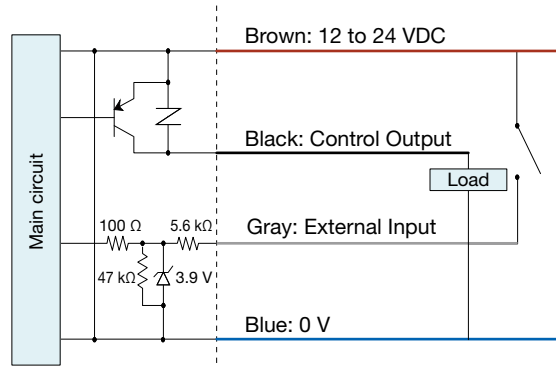 Brown: 12 to 24 VDC
Main circuit
Black: Control Output
Load
100 Ω
5.6 kΩ
Gray: External Input
47 kΩ
3.9 V
Blue: 0 V